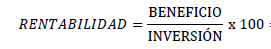 RENTABILIDAD = BENEFICIO / INVERSIÓN x 100 =